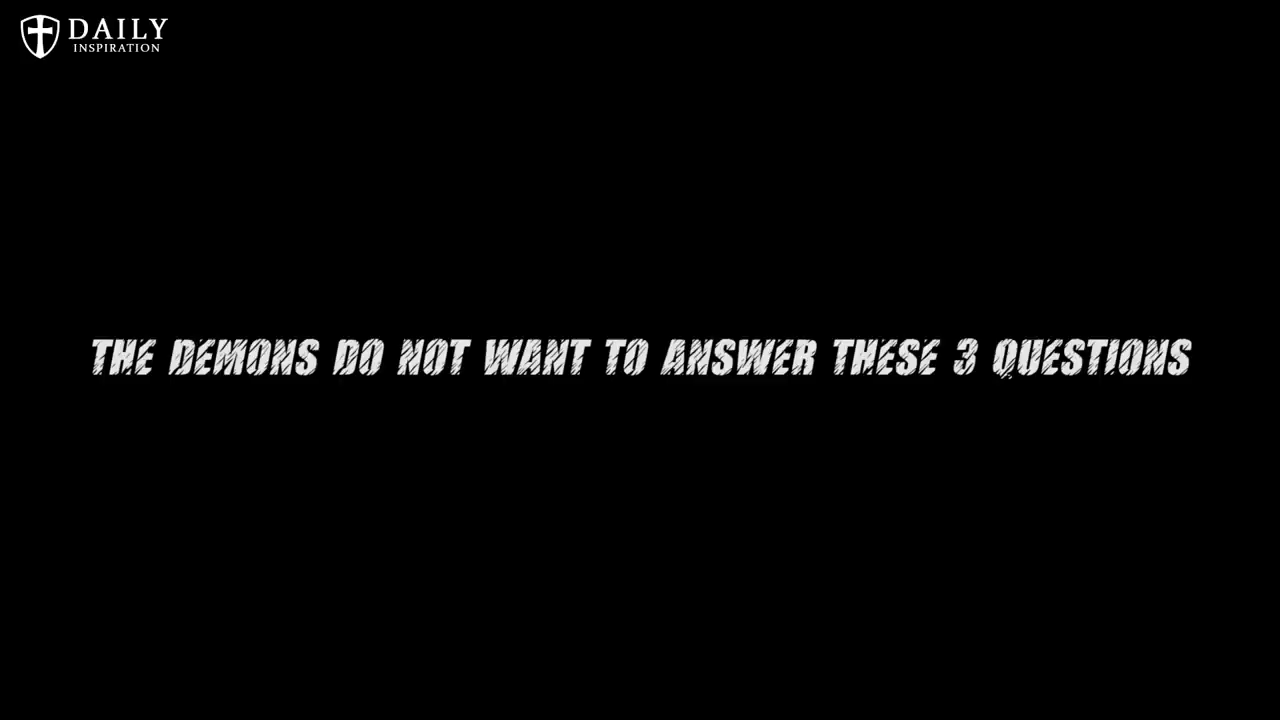 DAILY
INSPIRATION
THE DEMONS DO NOT WANT TO ANSWER THESE 3 QUESTIONS